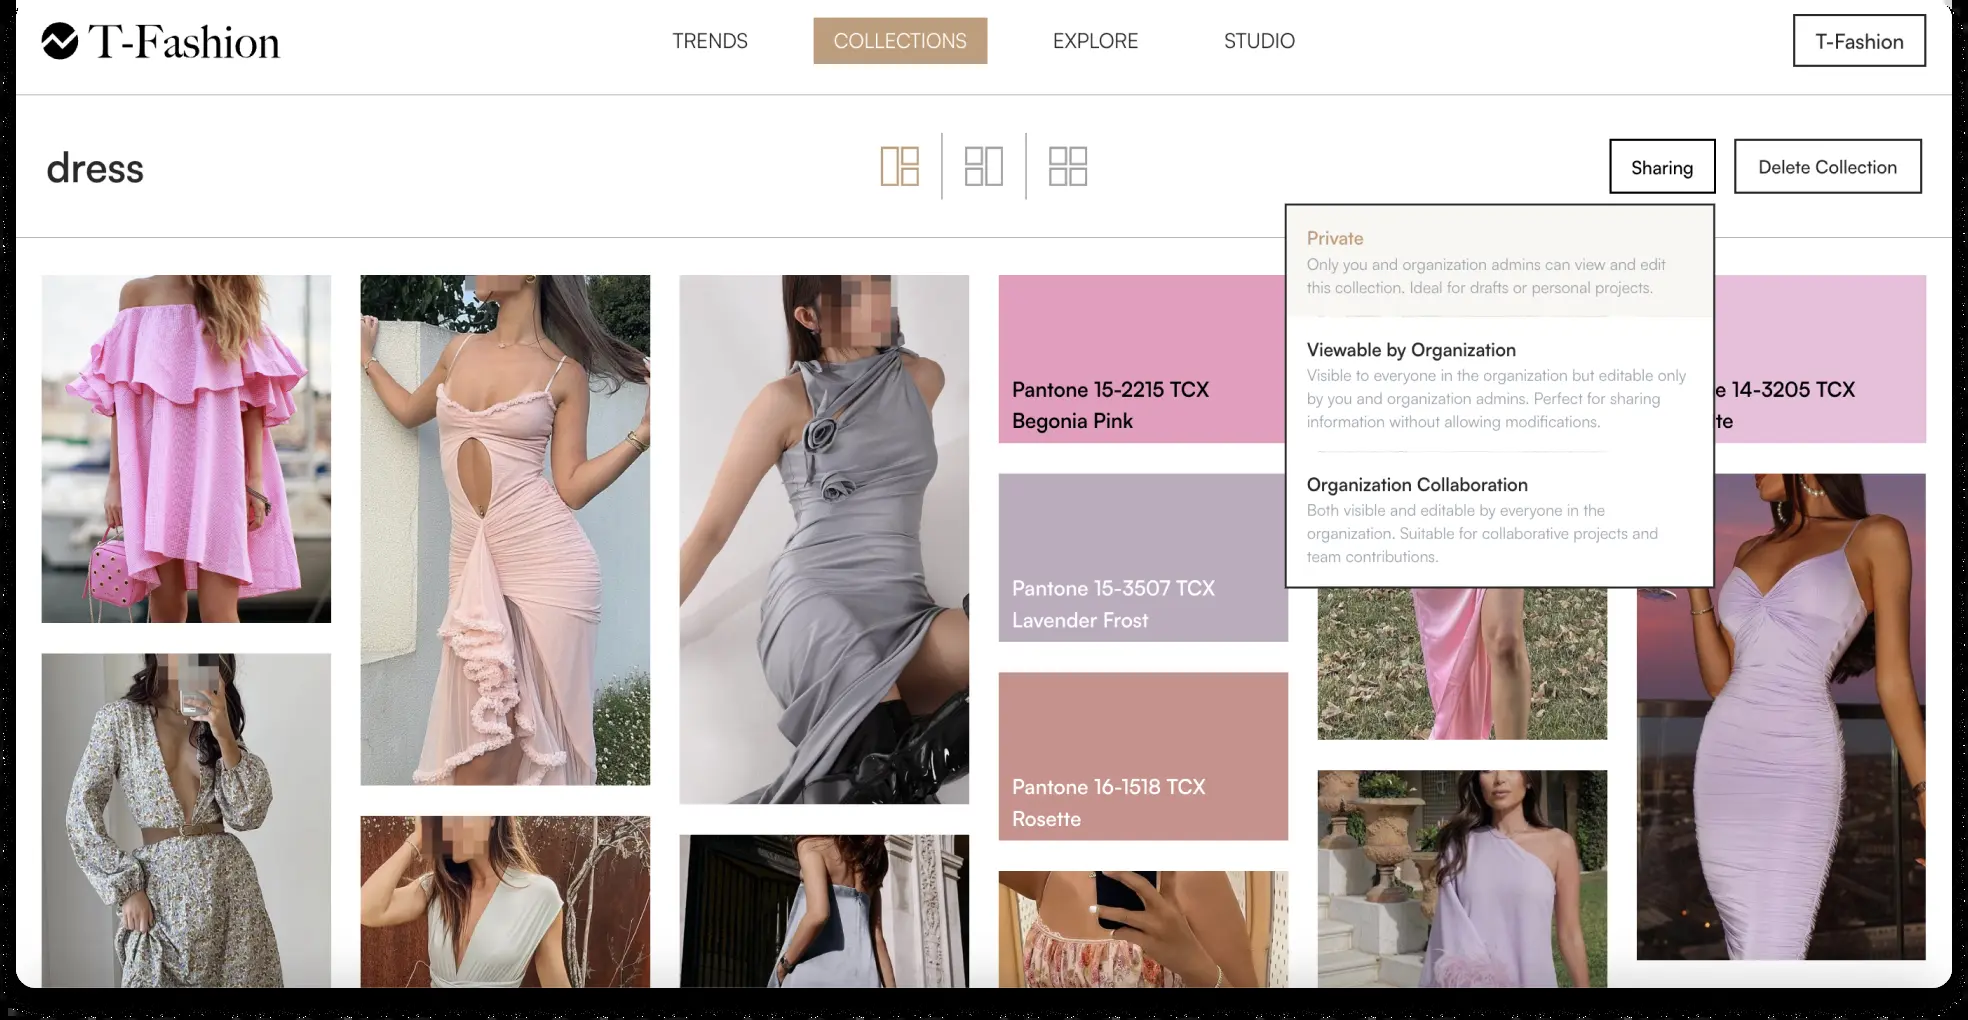 T-Fashion
TRENDS
COLLECTIONS
EXPLORE
STUDIO
T-Fashion
dress
Sharing
Delete Collection
Private
Only you and organization admins can view and edit
this collection. Ideal for drafts or personal projects.
Viewable by Organization
Visible to everyone in the organization but editable only
by you and organization admins. Perfect for sharing
information without allowing modifications.
Organization Collaboration
Both visible and editable by everyone in the
organization. Suitable for collaborative projects and
team contributions.
Pantone 15-2215 TCX
Begonia Pink
Pantone 15-3507 TCX
Lavender Frost
Pantone 16-1518 TCX
Rosette
e 14-3205 TCX
te